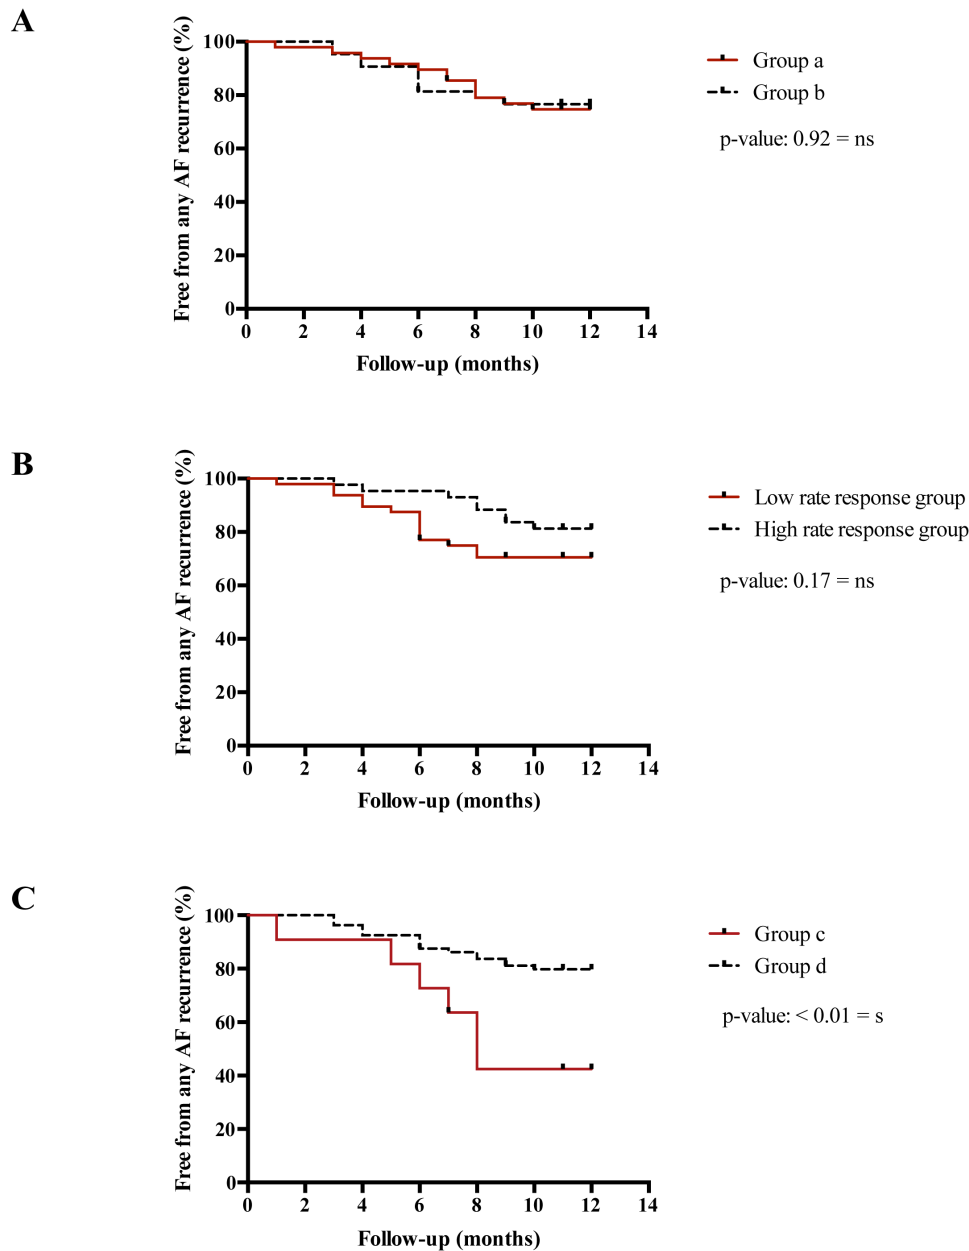 A
Free from any AF recurrence (%)
100
80
60
40
20
0
0 2 4 6 8 10 12 14
Follow-up (months)
Group a
Group b
p-value: 0.92 = ns
B
Free from any AF recurrence (%)
100
80
60
40
20
0
0 2 4 6 8 10 12 14
Follow-up (months)
Low rate response group
High rate response group
p-value: 0.17 = ns
C
Free from any AF recurrence (%)
100
80
60
40
20
0
0 2 4 6 8 10 12 14
Follow-up (months)
Group c
Group d
p-value: < 0.01 = s